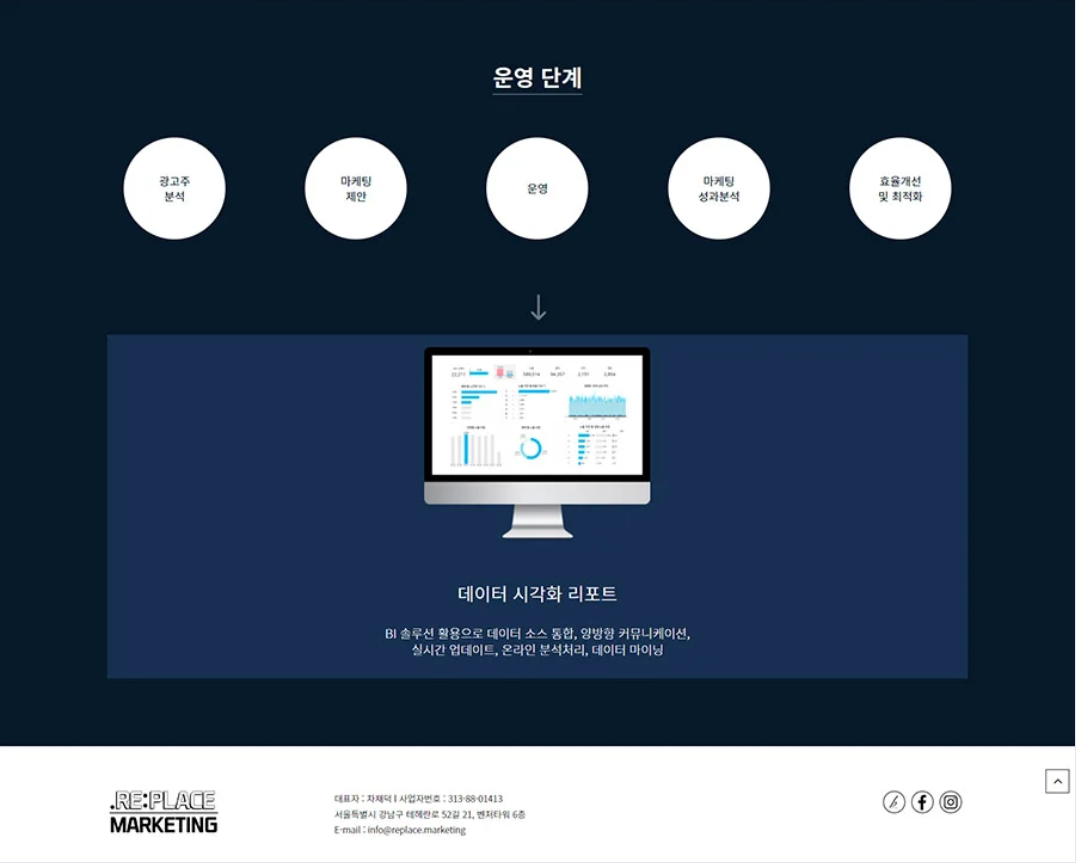 운영 단계
광고주
분석
마케팅
제안
운영
마케팅
성과분석
효율개선
및 최적화
데이터 시각화 리포트
BI 솔루션 활용으로 데이터 소스 통합, 양방향 커뮤니케이션,
실시간 업데이트, 온라인 분석처리, 데이터 마이닝
.RE:PLACE
MARKETING
대표자 : 차재덕 I 사업자번호 : 313-88-01413
서울특별시 강남구 테헤란로 52길 21, 벤처타워 6층
E-mail : info@replace.marketing